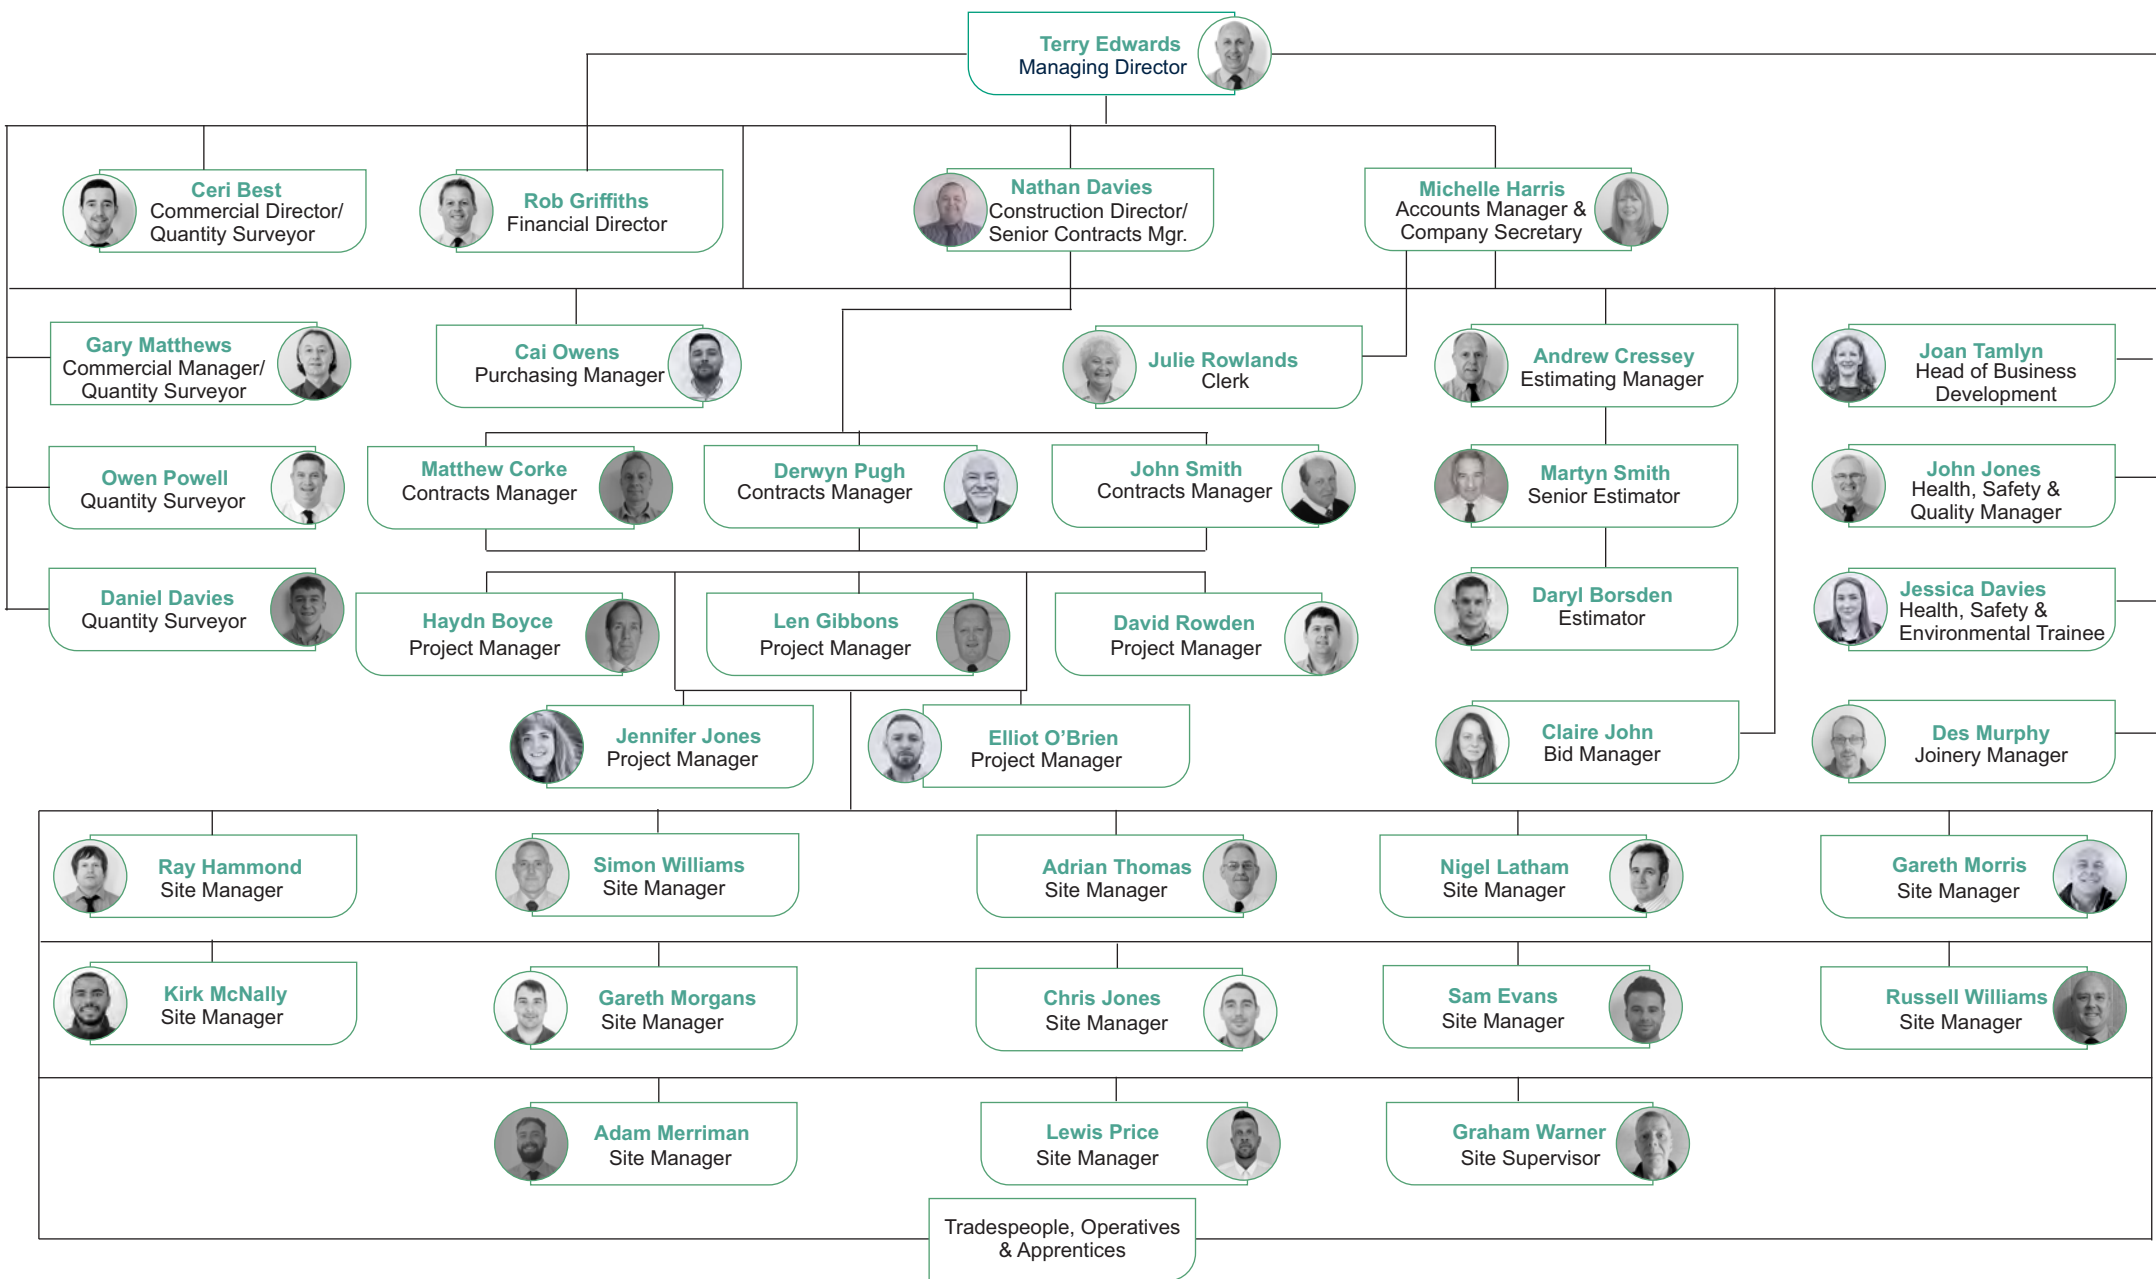 Terry Edwards
Managing Director
Ceri Best
Commercial Director/
Quantity Surveyor
Rob Griffiths
Financial Director
Nathan Davies
Construction Director/
Senior Contracts Mgr.
Michelle Harris
Accounts Manager &
Company Secretary
Gary Matthews
Commercial Manager/
Quantity Surveyor
Cai Owens
Purchasing Manager
Julie Rowlands
Clerk
Andrew Cressey
Estimating Manager
Joan Tamlyn
Head of Business
Development
Owen Powell
Quantity Surveyor
Matthew Corke
Contracts Manager
Derwyn Pugh
Contracts Manager
John Smith
Contracts Manager
Martyn Smith
Senior Estimator
John Jones
Health, Safety &
Quality Manager
Daniel Davies
Quantity Surveyor
Haydn Boyce
Project Manager
Len Gibbons
Project Manager
David Rowden
Project Manager
Daryl Borsden
Estimator
Jessica Davies
Health, Safety &
Environmental Trainee
Jennifer Jones
Project Manager
Elliot O’Brien
Project Manager
Claire John
Bid Manager
Des Murphy
Joinery Manager
Ray Hammond
Site Manager
Simon Williams
Site Manager
Adrian Thomas
Site Manager
Nigel Latham
Site Manager
Gareth Morris
Site Manager
Kirk McNally
Site Manager
Gareth Morgans
Site Manager
Chris Jones
Site Manager
Sam Evans
Site Manager
Russell Williams
Site Manager
Adam Merriman
Site Manager
Lewis Price
Site Manager
Graham Warner
Site Supervisor
Tradespeople, Operatives
& Apprentices